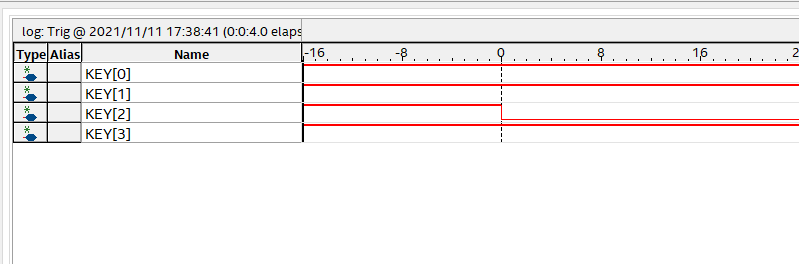 log: Trig @ 2021/11/11 17:38:41 (0:0:4.0 elaps
Type Alias Name -16 -8 0 8 16 2
KEY[0]
KEY[1]
KEY[2]
KEY[3]